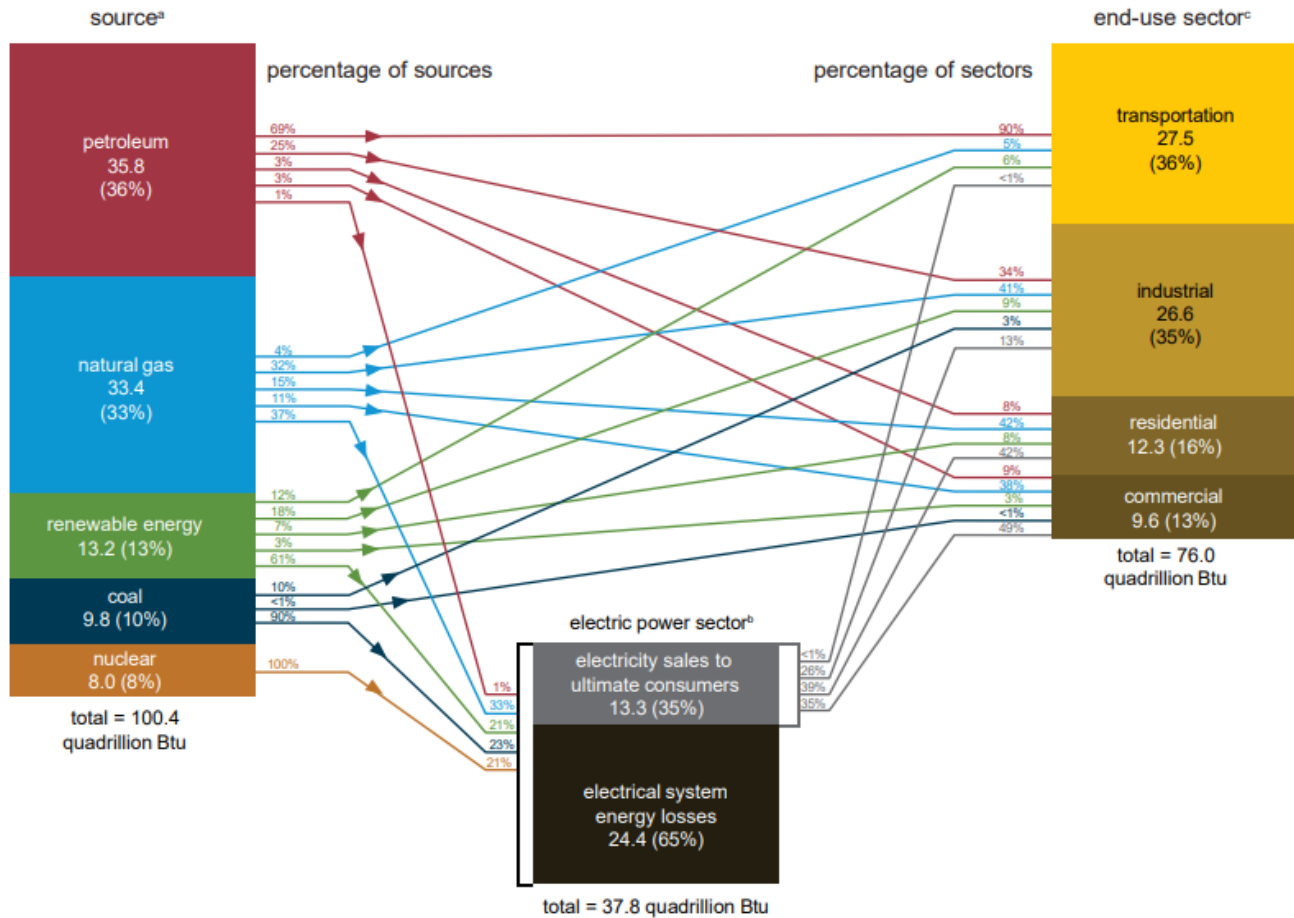 sourceᵃ
end-use sectorᶜ
percentage of sources
percentage of sectors
petroleum
35.8
(36%)
69%
25%
3%
3%
1%
natural gas
33.4
(33%)
4%
32%
15%
11%
37%
renewable energy
13.2 (13%)
12%
18%
7%
3%
61%
coal
9.8 (10%)
10%
<1%
90%
nuclear
8.0 (8%)
100%
total = 100.4
quadrillion Btu
electric power sectorᵇ
1%
33%
21%
23%
21%
electricity sales to
ultimate consumers
13.3 (35%)
electrical system
energy losses
24.4 (65%)
total = 37.8 quadrillion Btu
<1%
26%
39%
35%
90%
5%
6%
<1%
transportation
27.5
(36%)
34%
41%
9%
3%
13%
industrial
26.6
(35%)
8%
42%
8%
42%
residential
12.3 (16%)
9%
38%
3%
<1%
49%
commercial
9.6 (13%)
total = 76.0
quadrillion Btu